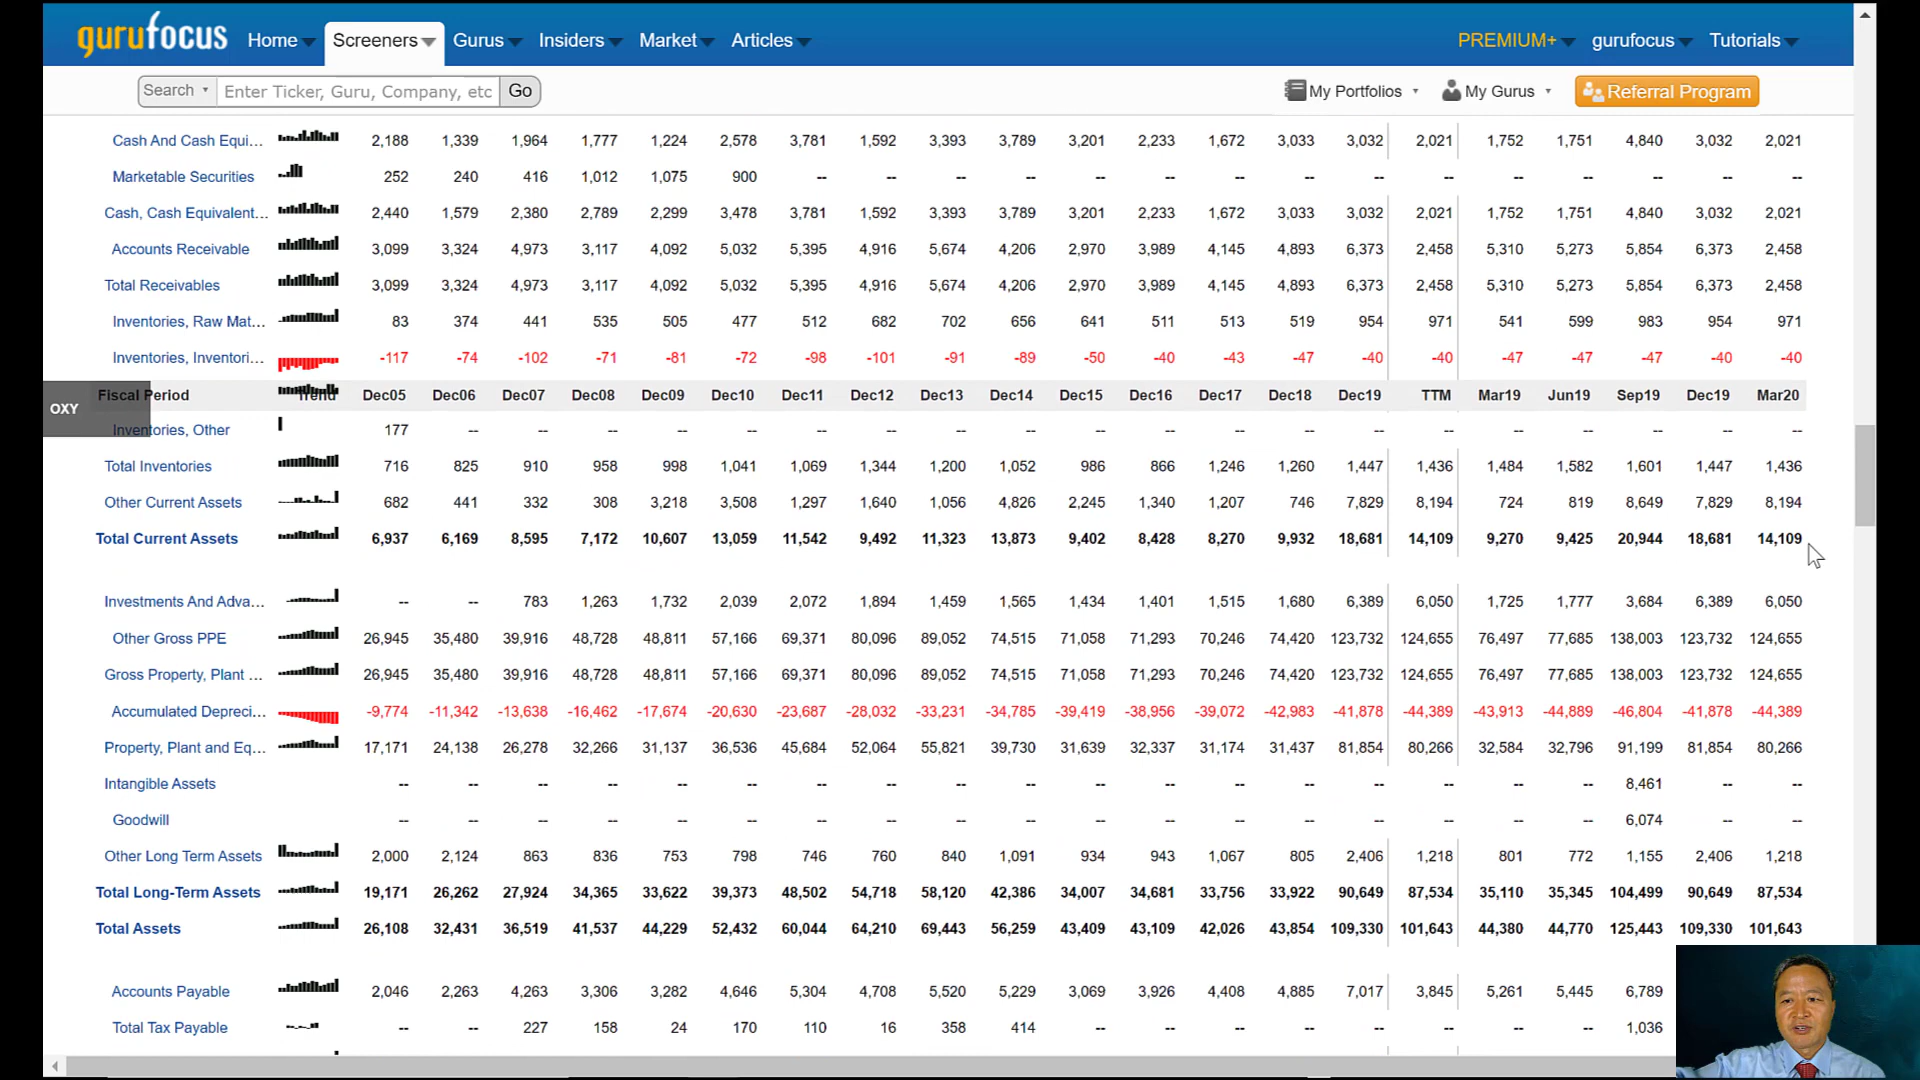 gurufocus Home Screeners Gurus Insiders Market Articles PREMIUM+ gurufocus Tutorials
Search Enter Ticker, Guru, Company, etc Go My Portfolios My Gurus Referral Program
Cash And Cash Equi... 2,188 1,339 1,964 1,777 1,224 2,578 3,781 1,592 3,393 3,789 3,201 2,233 1,672 3,033 3,032 2,021 1,752 1,751 4,840 3,032 2,021
Marketable Securities 252 240 416 1,012 1,075 900 -- -- -- -- -- -- -- -- -- -- -- -- -- -- --
Cash, Cash Equivalent... 2,440 1,579 2,380 2,789 2,299 3,478 3,781 1,592 3,393 3,789 3,201 2,233 1,672 3,033 3,032 2,021 1,752 1,751 4,840 3,032 2,021
Accounts Receivable 3,099 3,324 4,973 3,117 4,092 5,032 5,395 4,916 5,674 4,206 2,970 3,989 4,145 4,893 6,373 2,458 5,310 5,273 5,854 6,373 2,458
Total Receivables 3,099 3,324 4,973 3,117 4,092 5,032 5,395 4,916 5,674 4,206 2,970 3,989 4,145 4,893 6,373 2,458 5,310 5,273 5,854 6,373 2,458
Inventories, Raw Mat... 83 374 441 535 505 477 512 682 702 656 641 511 513 519 954 971 541 599 983 954 971
Inventories, Inventori... -117 -74 -102 -71 -81 -72 -98 -101 -91 -89 -50 -40 -43 -47 -40 -40 -47 -47 -47 -40 -40
Fiscal Period Trend Dec05 Dec06 Dec07 Dec08 Dec09 Dec10 Dec11 Dec12 Dec13 Dec14 Dec15 Dec16 Dec17 Dec18 Dec19 TTM Mar19 Jun19 Sep19 Dec19 Mar20
OXY
Inventories, Other 177 -- -- -- -- -- -- -- -- -- -- -- -- -- -- -- -- -- -- -- --
Total Inventories 716 825 910 958 998 1,041 1,069 1,344 1,200 1,052 986 866 1,246 1,260 1,447 1,436 1,484 1,582 1,601 1,447 1,436
Other Current Assets 682 441 332 308 3,218 3,508 1,297 1,640 1,056 4,826 2,245 1,340 1,207 746 7,829 8,194 724 819 8,649 7,829 8,194
Total Current Assets 6,937 6,169 8,595 7,172 10,607 13,059 11,542 9,492 11,323 13,873 9,402 8,428 8,270 9,932 18,681 14,109 9,270 9,425 20,944 18,681 14,109
Investments And Adva... -- -- 783 1,263 1,732 2,039 2,072 1,894 1,459 1,565 1,434 1,401 1,515 1,680 6,389 6,050 1,725 1,777 3,684 6,389 6,050
Other Gross PPE 26,945 35,480 39,916 48,728 48,811 57,166 69,371 80,096 89,052 74,515 71,058 71,293 70,246 74,420 123,732 124,655 76,497 77,685 138,003 123,732 124,655
Gross Property, Plant ... 26,945 35,480 39,916 48,728 48,811 57,166 69,371 80,096 89,052 74,515 71,058 71,293 70,246 74,420 123,732 124,655 76,497 77,685 138,003 123,732 124,655
Accumulated Depreci... -9,774 -11,342 -13,638 -16,462 -17,674 -20,630 -23,687 -28,032 -33,231 -34,785 -39,419 -38,956 -39,072 -42,983 -41,878 -44,389 -43,913 -44,889 -46,804 -41,878 -44,389
Property, Plant and Eq... 17,171 24,138 26,278 32,266 31,137 36,536 45,684 52,064 55,821 39,730 31,639 32,337 31,174 31,437 81,854 80,266 32,584 32,796 91,199 81,854 80,266
Intangible Assets -- -- -- -- -- -- -- -- -- -- -- -- -- -- -- -- -- -- 8,461 -- --
Goodwill -- -- -- -- -- -- -- -- -- -- -- -- -- -- -- -- -- -- 6,074 -- --
Other Long Term Assets 2,000 2,124 863 836 753 798 746 760 840 1,091 934 943 1,067 805 2,406 1,218 801 772 1,155 2,406 1,218
Total Long-Term Assets 19,171 26,262 27,924 34,365 33,622 39,373 48,502 54,718 58,120 42,386 34,007 34,681 33,756 33,922 90,649 87,534 35,110 35,345 104,499 90,649 87,534
Total Assets 26,108 32,431 36,519 41,537 44,229 52,432 60,044 64,210 69,443 56,259 43,409 43,109 42,026 43,854 109,330 101,643 44,380 44,770 125,443 109,330 101,643
Accounts Payable 2,046 2,263 4,263 3,306 3,282 4,646 5,304 4,708 5,520 5,229 3,069 3,926 4,408 4,885 7,017 3,845 5,261 5,445 6,789
Total Tax Payable -- -- 227 158 24 170 110 16 358 414 -- -- -- -- -- -- -- -- 1,036